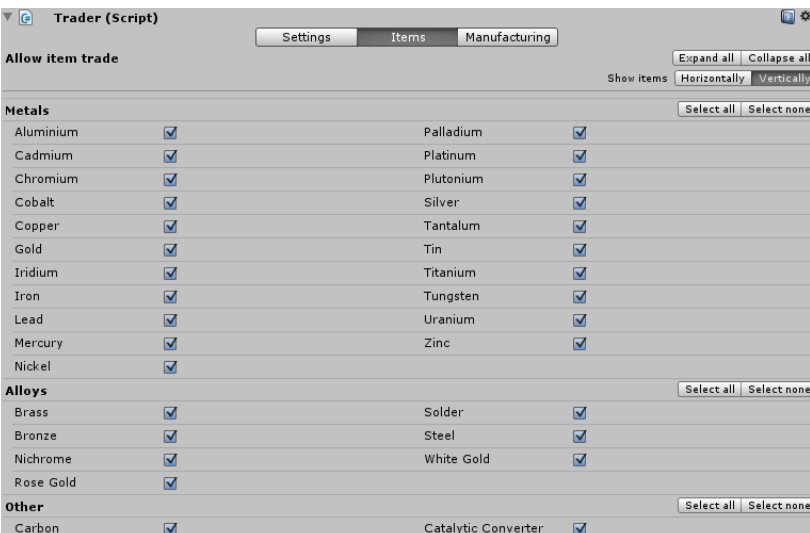 Trader (Script)
Settings Items Manufacturing
Allow item trade Expand all Collapse all
Show items Horizontally Vertically
Metals Select all Select none
Aluminium Palladium
Cadmium Platinum
Chromium Plutonium
Cobalt Silver
Copper Tantalum
Gold Tin
Iridium Titanium
Iron Tungsten
Lead Uranium
Mercury Zinc
Nickel
Alloys Select all Select none
Brass Solder
Bronze Steel
Nichrome White Gold
Rose Gold
Other Select all Select none
Carbon Catalytic Converter